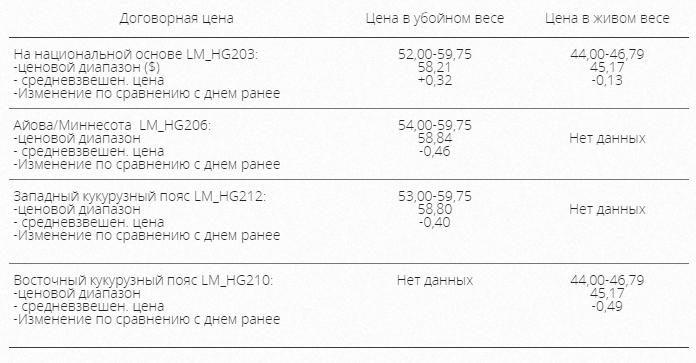 Договорная цена Цена в убойном весе Цена в живом весе
На национальной основе LM_HG203: 52,00-59,75 44,00-46,79
-ценовой диапазон ($) 58,21 45,17
- средневзвешен. цена +0,32 -0,13
-Изменение по сравнению с днем ранее
Айова/Миннесота LM_HG206: 54,00-59,75
-ценовой диапазон 58,84 Нет данных
- средневзвешен. цена -0,46
-Изменение по сравнению с днем ранее
Западный кукурузный пояс LM_HG212: 53,00-59,75
-ценовой диапазон 58,80 Нет данных
- средневзвешен. цена -0,40
-Изменение по сравнению с днем ранее
Восточный кукурузный пояс LM_HG210: Нет данных 44,00-46,79
-ценовой диапазон 45,17
- средневзвешен. цена -0,49
-Изменение по сравнению с днем ранее